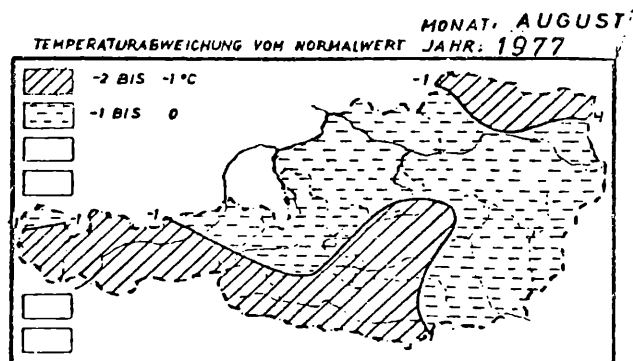 MONAT: AUGUST
TEMPERATURABWEICHUNG VOM NORMALWERT JAHR: 1977
-2 BIS -1 °C
-1 BIS 0
-1
-1
-1